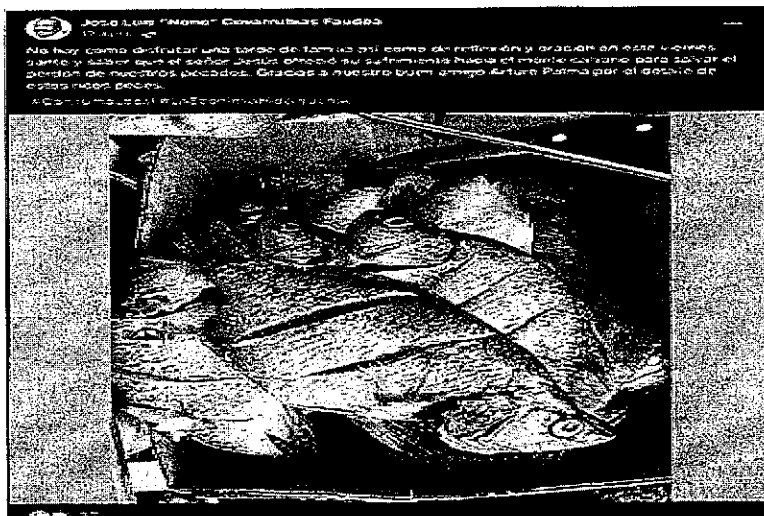 Jose Luis "Nono" Covarrubias
No hay como disfrutar una tarde de familia así como de reflexión y oración en este viernes
santo y saber que el señor Jesús ofreció su sufrimiento hacia el monte calvario para salvar el
perdón de nuestros pecados. Gracias a nuestro buen amigo Arturo Palma por el detalle de
estos ricos peces.